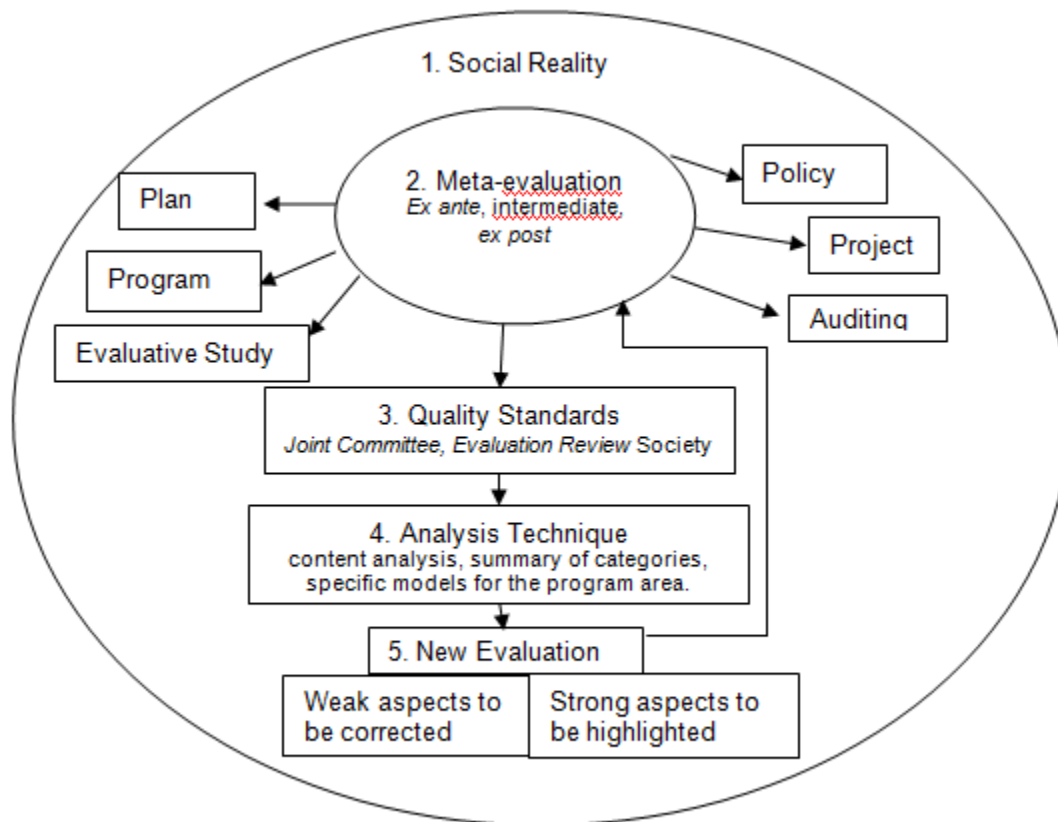 1. Social Reality
2. Meta-evaluation
Ex ante, intermediate,
ex post
Plan
Program
Evaluative Study
Policy
Project
Auditing
3. Quality Standards
Joint Committee, Evaluation Review Society
4. Analysis Technique
content analysis, summary of categories,
specific models for the program area.
5. New Evaluation
Weak aspects to
be corrected
Strong aspects to
be highlighted